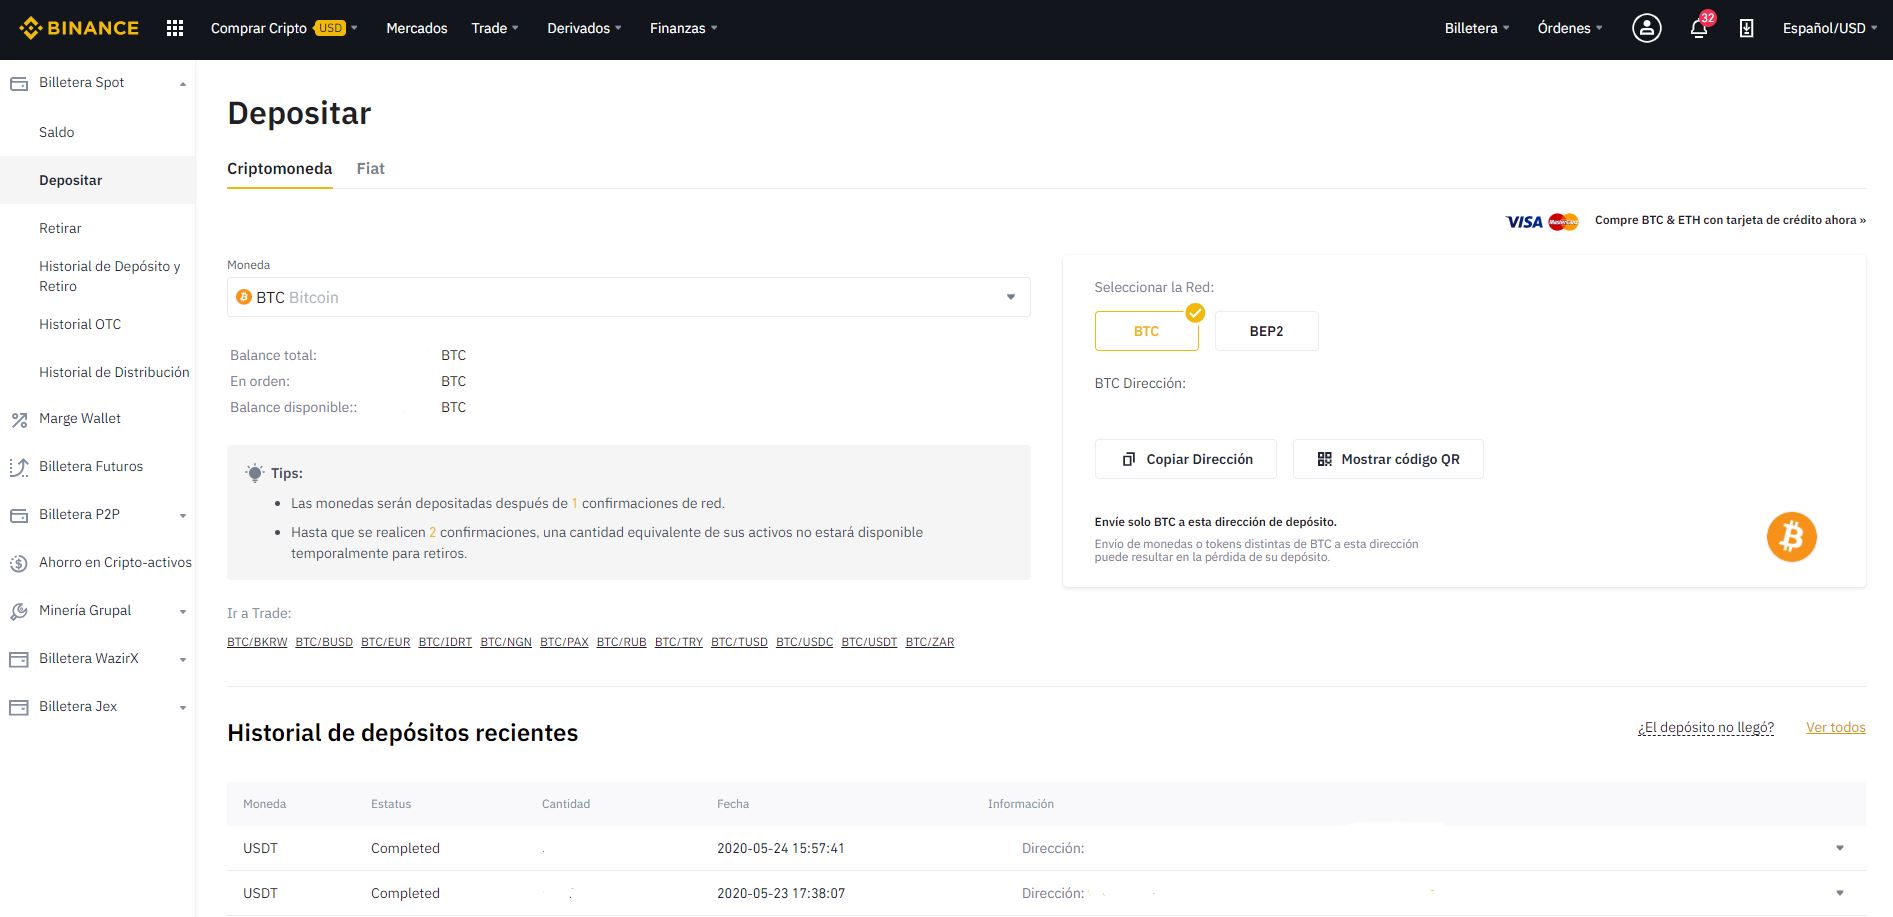 BINANCE Comprar Cripto USD Mercados Trade Derivados Finanzas Billetera Órdenes 32 Español/USD
Billetera Spot
Saldo
Depositar
Retirar
Historial de Depósito y
Retiro
Historial OTC
Historial de Distribución
Marge Wallet
Billetera Futuros
Billetera P2P
Ahorro en Cripto-activos
Minería Grupal
Billetera WazirX
Billetera Jex
Depositar
Criptomoneda Fiat
VISA MasterCard Compre BTC & ETH con tarjeta de crédito ahora »
Moneda
BTC Bitcoin
Balance total: BTC
En orden: BTC
Balance disponible:: BTC
Tips:
Las monedas serán depositadas después de 1 confirmaciones de red.
Hasta que se realicen 2 confirmaciones, una cantidad equivalente de sus activos no estará disponible
temporalmente para retiros.
Ir a Trade:
BTC/BKRW BTC/BUSD BTC/EUR BTC/IDRT BTC/NGN BTC/PAX BTC/RUB BTC/TRY BTC/TUSD BTC/USDC BTC/USDT BTC/ZAR
Seleccionar la Red:
BTC BEP2
BTC Dirección:
Copiar Dirección Mostrar código QR
Envíe solo BTC a esta dirección de depósito.
Envío de monedas o tokens distintas de BTC a esta dirección
puede resultar en la pérdida de su depósito.
Historial de depósitos recientes ¿El depósito no llegó? Ver todos
Moneda Estatus Cantidad Fecha Información
USDT Completed 2020-05-24 15:57:41 Dirección:
USDT Completed 2020-05-23 17:38:07 Dirección: